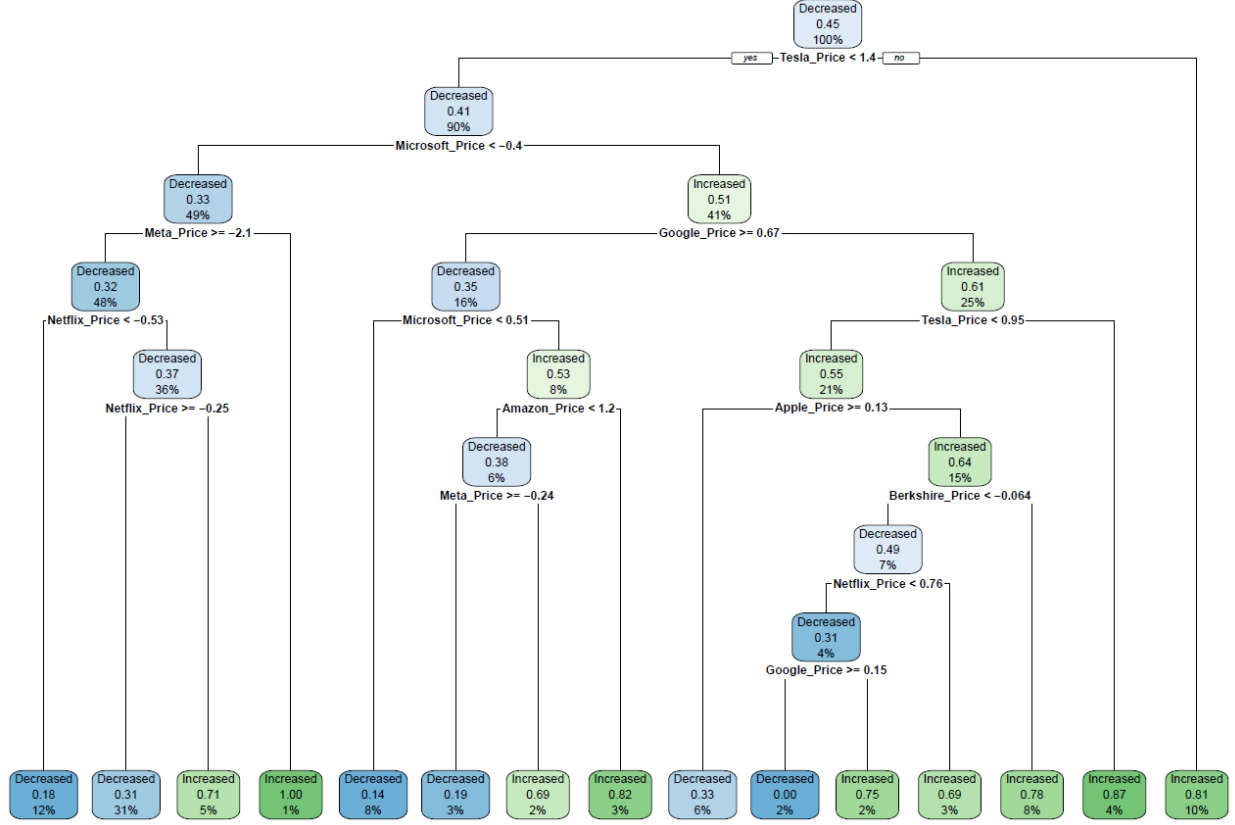 Decreased
0.45
100%
yes Tesla_Price < 1.4 no
Decreased
0.41
90%
Microsoft_Price < −0.4
Decreased
0.33
49%
Increased
0.51
41%
Meta_Price >= −2.1
Google_Price >= 0.67
Decreased
0.32
48%
Decreased
0.35
16%
Increased
0.61
25%
Netflix_Price < −0.53
Microsoft_Price < 0.51
Tesla_Price < 0.95
Decreased
0.37
36%
Increased
0.53
8%
Increased
0.55
21%
Netflix_Price >= −0.25
Amazon_Price < 1.2
Apple_Price >= 0.13
Decreased
0.38
6%
Increased
0.64
15%
Meta_Price >= −0.24
Berkshire_Price < −0.064
Decreased
0.49
7%
Netflix_Price < 0.76
Decreased
0.31
4%
Google_Price >= 0.15
Decreased
0.18
12%
Decreased
0.31
31%
Increased
0.71
5%
Increased
1.00
1%
Decreased
0.14
8%
Decreased
0.19
3%
Increased
0.69
2%
Increased
0.82
3%
Decreased
0.33
6%
Decreased
0.00
2%
Increased
0.75
2%
Increased
0.69
3%
Increased
0.78
8%
Increased
0.87
4%
Increased
0.81
10%